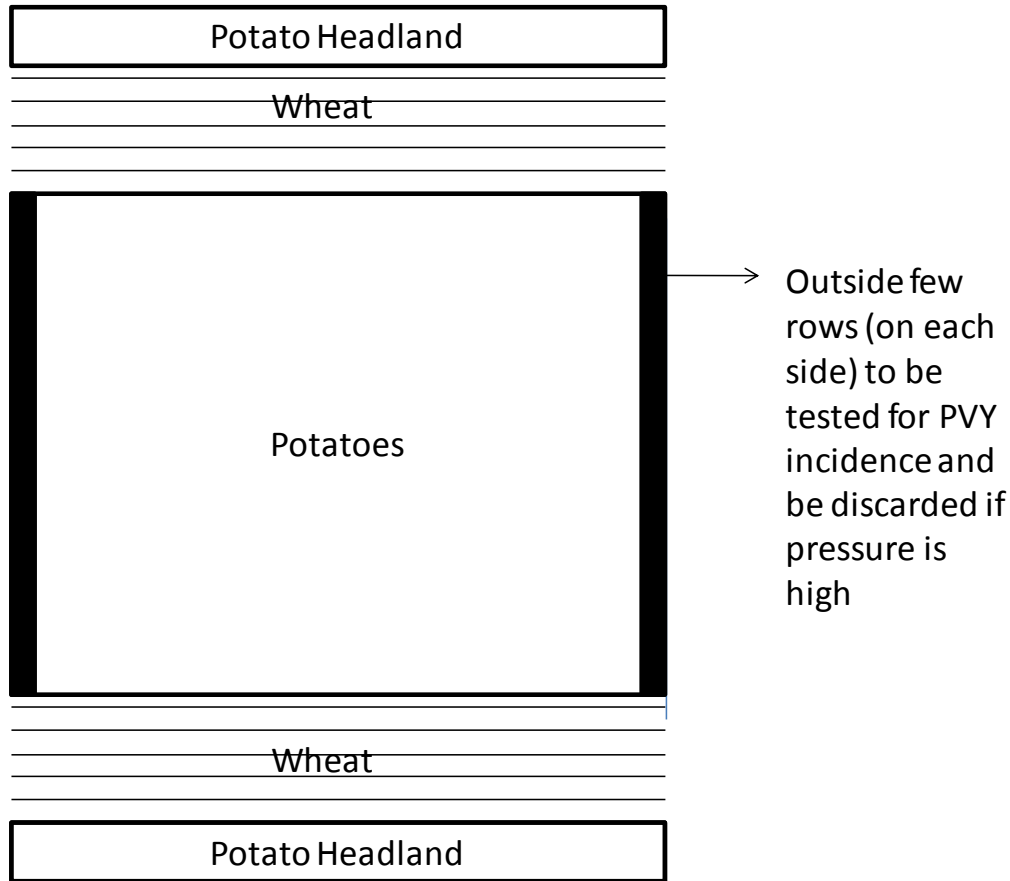 Potato Headland
Wheat
Outside few
rows (on each
side) to be
tested for PVY
incidence and
be discarded if
pressure is
high
Potatoes
Wheat
Potato Headland